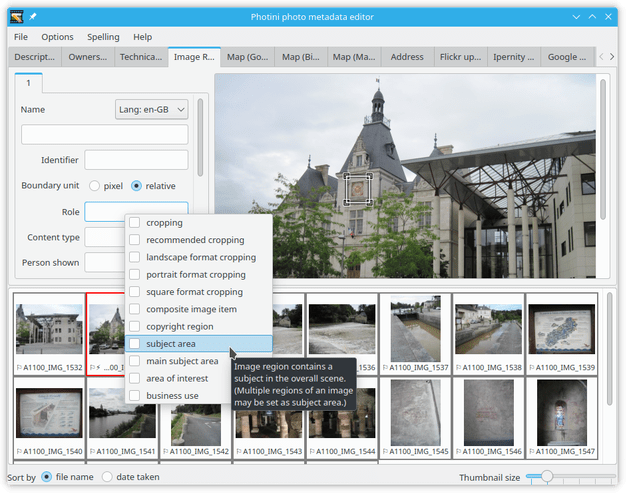 Photini photo metadata editor
File Options Spelling Help
Descript... Owners... Technica... Image R... Map (Go... Map (Bi... Map (Ma... Address Flickr up... Ipernity ... Google ...
1
Name Lang: en-GB
Identifier
Boundary unit pixel relative
Role
Content type
Person shown
cropping
recommended cropping
landscape format cropping
portrait format cropping
square format cropping
composite image item
copyright region
subject area
main subject area
area of interest
business use
Image region contains a
subject in the overall scene.
(Multiple regions of an image
may be set as subject area.)
A1100_IMG_1532 ...00_I 1536 A1100_IMG_1537 A1100_IMG_1538 A1100_IMG_1539
A1100_IMG_1540 A1100_IMG_1541 A1100_IMG_1542 A1100_IMG_1543 A1100_IMG_1544 A1100_IMG_1545 A1100_IMG_1546 A1100_IMG_1547
Sort by file name date taken Thumbnail size